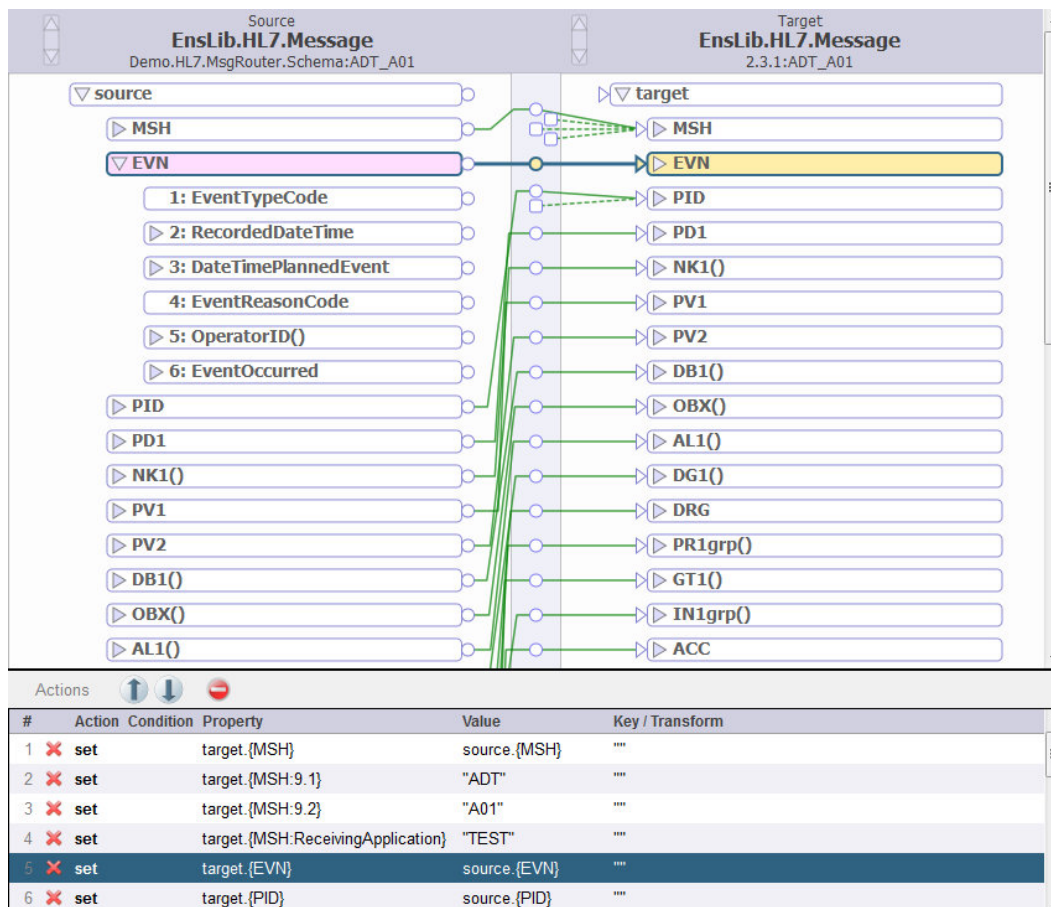 Source
EnsLib.HL7.Message
Demo.HL7.MsgRouter.Schema:ADT_A01
Target
EnsLib.HL7.Message
2.3.1:ADT_A01
source
MSH
EVN
1: EventTypeCode
2: RecordedDateTime
3: DateTimePlannedEvent
4: EventReasonCode
5: OperatorID()
6: EventOccurred
PID
PD1
NK1()
PV1
PV2
DB1()
OBX()
AL1()
target
MSH
EVN
PID
PD1
NK1()
PV1
PV2
DB1()
OBX()
AL1()
DG1()
DRG
PR1grp()
GT1()
IN1grp()
ACC
Actions
# Action Condition Property Value Key / Transform
1 set target.{MSH} source.{MSH} ""
2 set target.{MSH:9.1} "ADT" ""
3 set target.{MSH:9.2} "A01" ""
4 set target.{MSH:ReceivingApplication} "TEST" ""
5 set target.{EVN} source.{EVN} ""
6 set target.{PID} source.{PID} ""